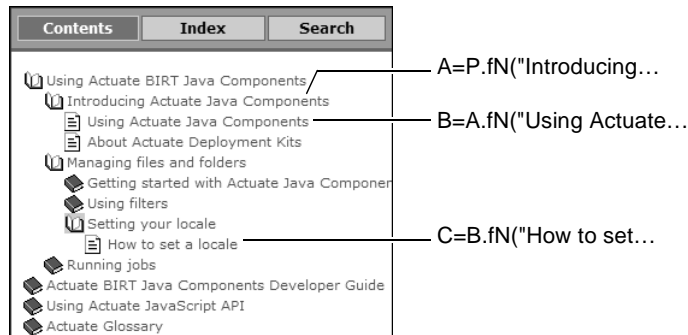 Contents Index Search
Using Actuate BIRT Java Components
Introducing Actuate Java Components
A=P.fN("Introducing…
Using Actuate Java Components
B=A.fN("Using Actuate…
About Actuate Deployment Kits
Managing files and folders
Getting started with Actuate Java Componen
Using filters
Setting your locale
How to set a locale
C=B.fN("How to set…
Running jobs
Actuate BIRT Java Components Developer Guide
Using Actuate JavaScript API
Actuate Glossary